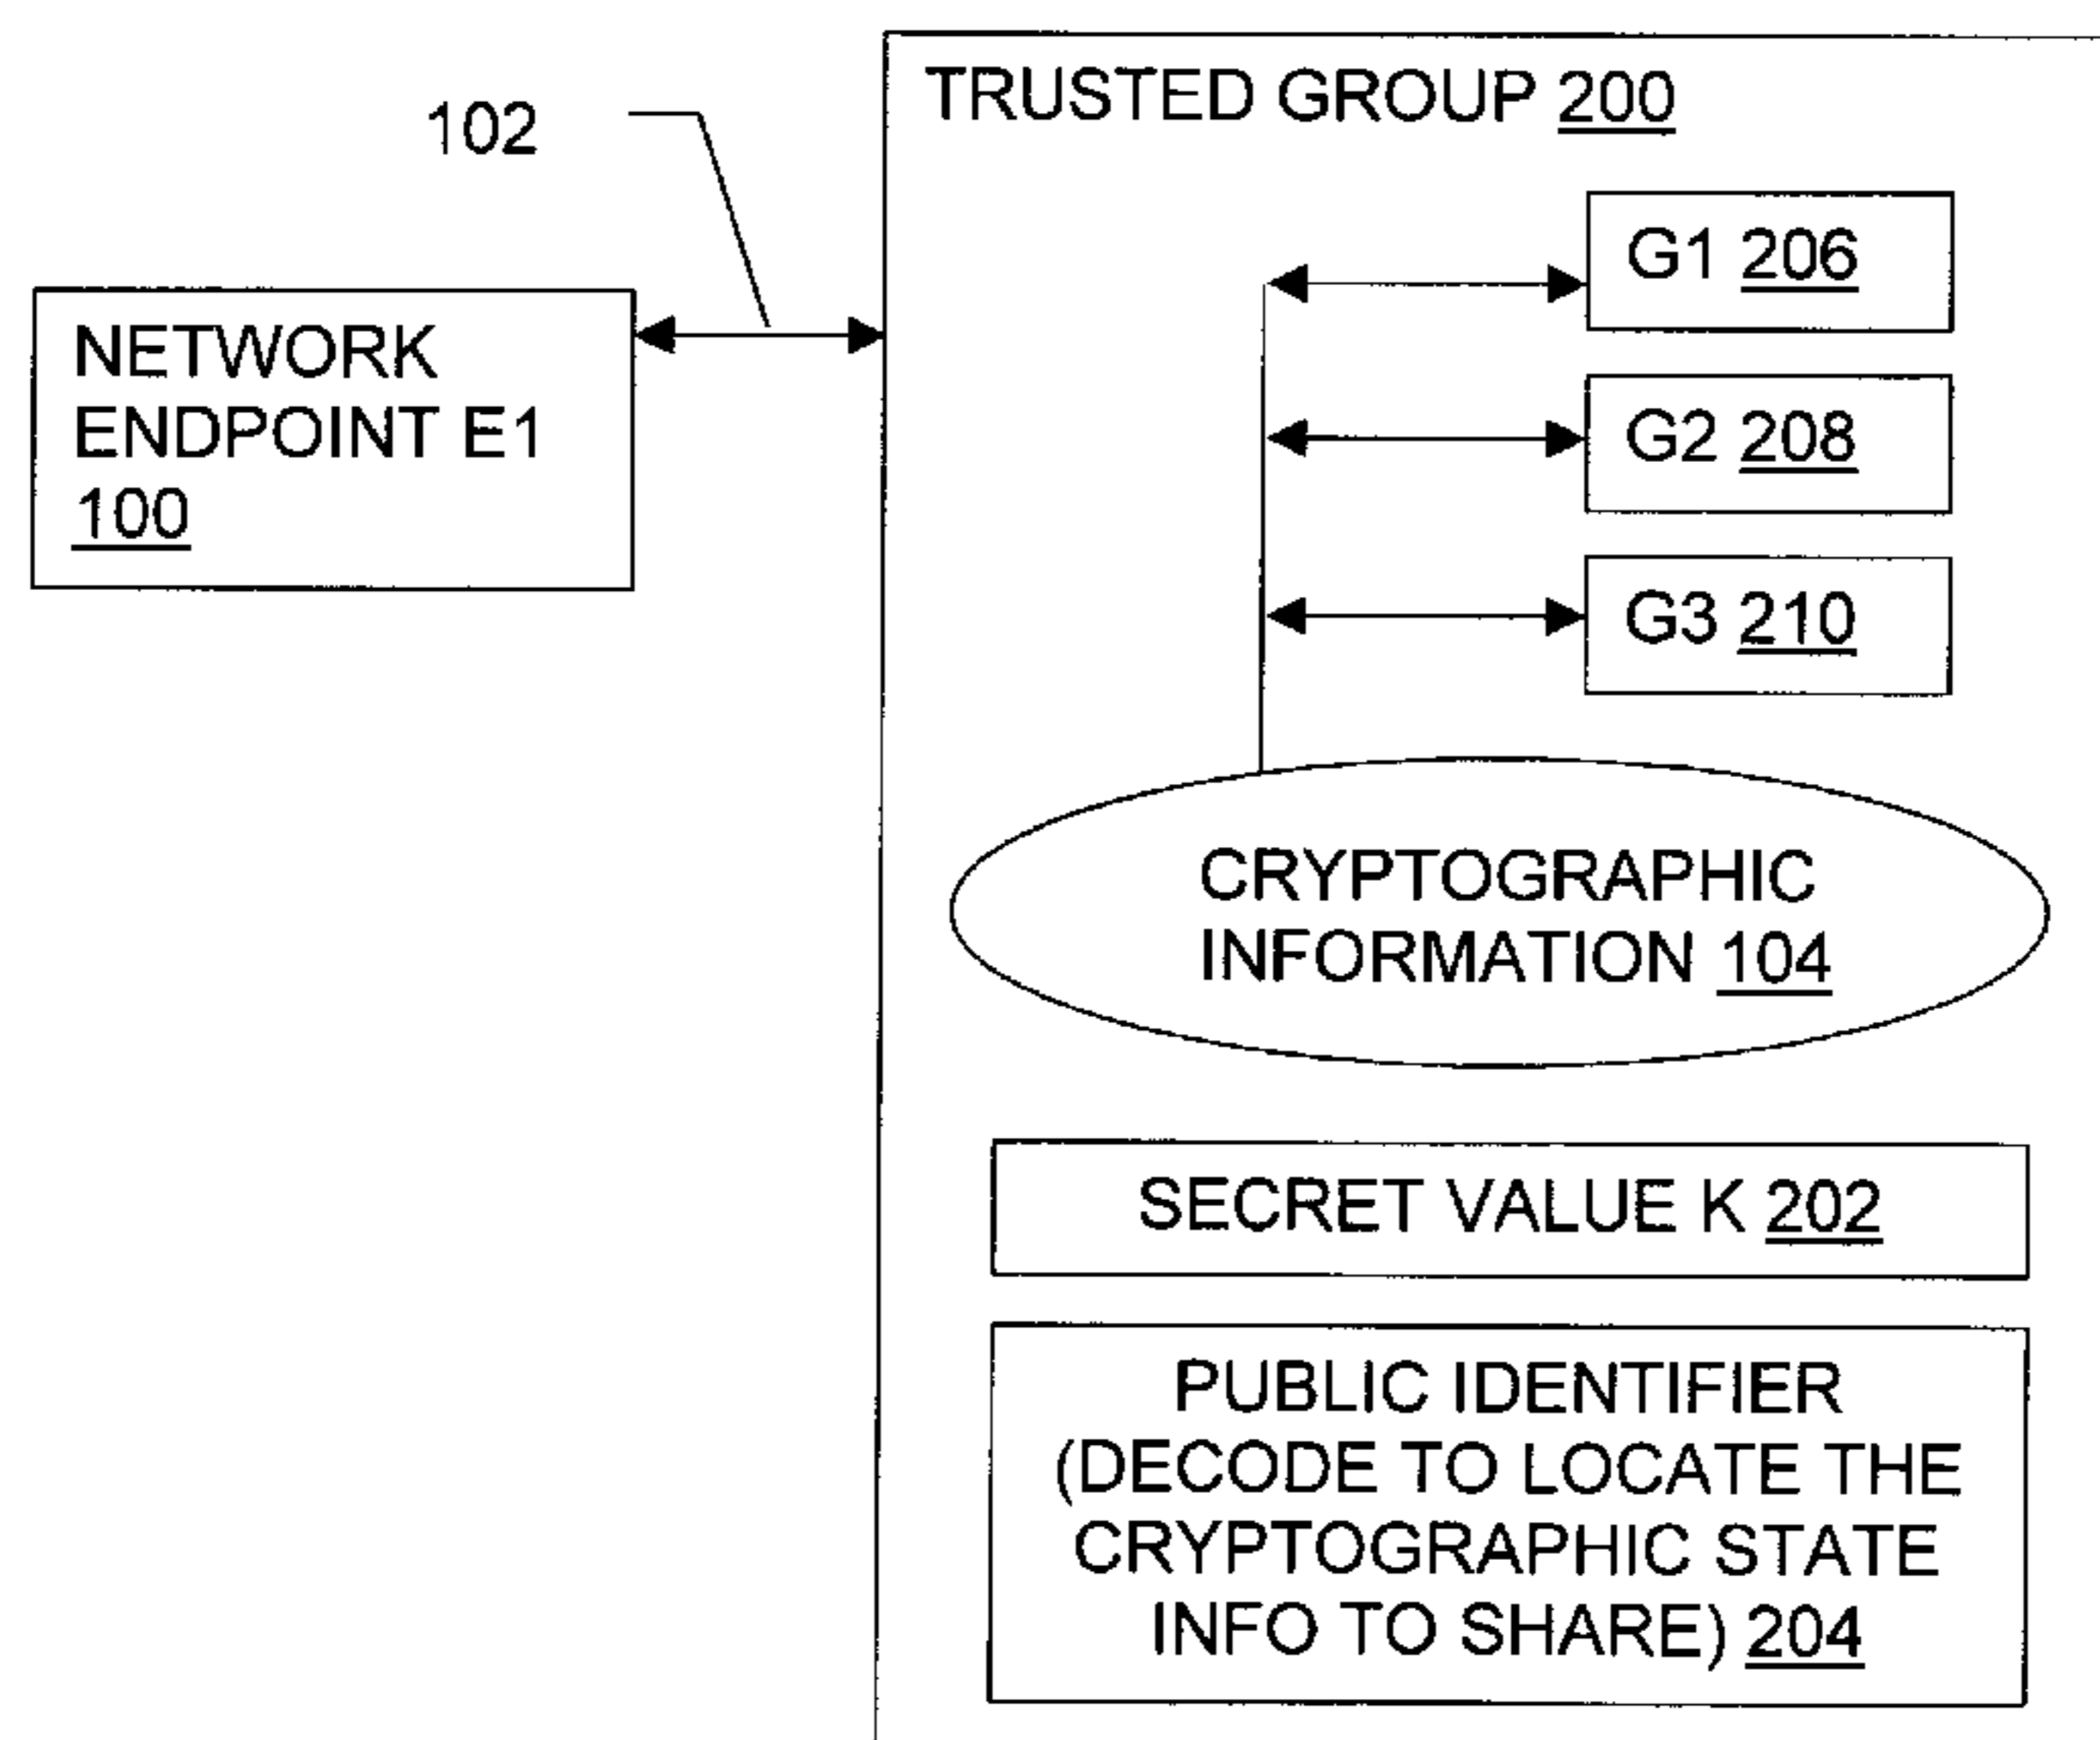 TRUSTED GROUP 200
102
G1 206
NETWORK
ENDPOINT E1
100
G2 208
G3 210
CRYPTOGRAPHIC
INFORMATION 104
SECRET VALUE K 202
PUBLIC IDENTIFIER
(DECODE TO LOCATE THE
CRYPTOGRAPHIC STATE
INFO TO SHARE) 204